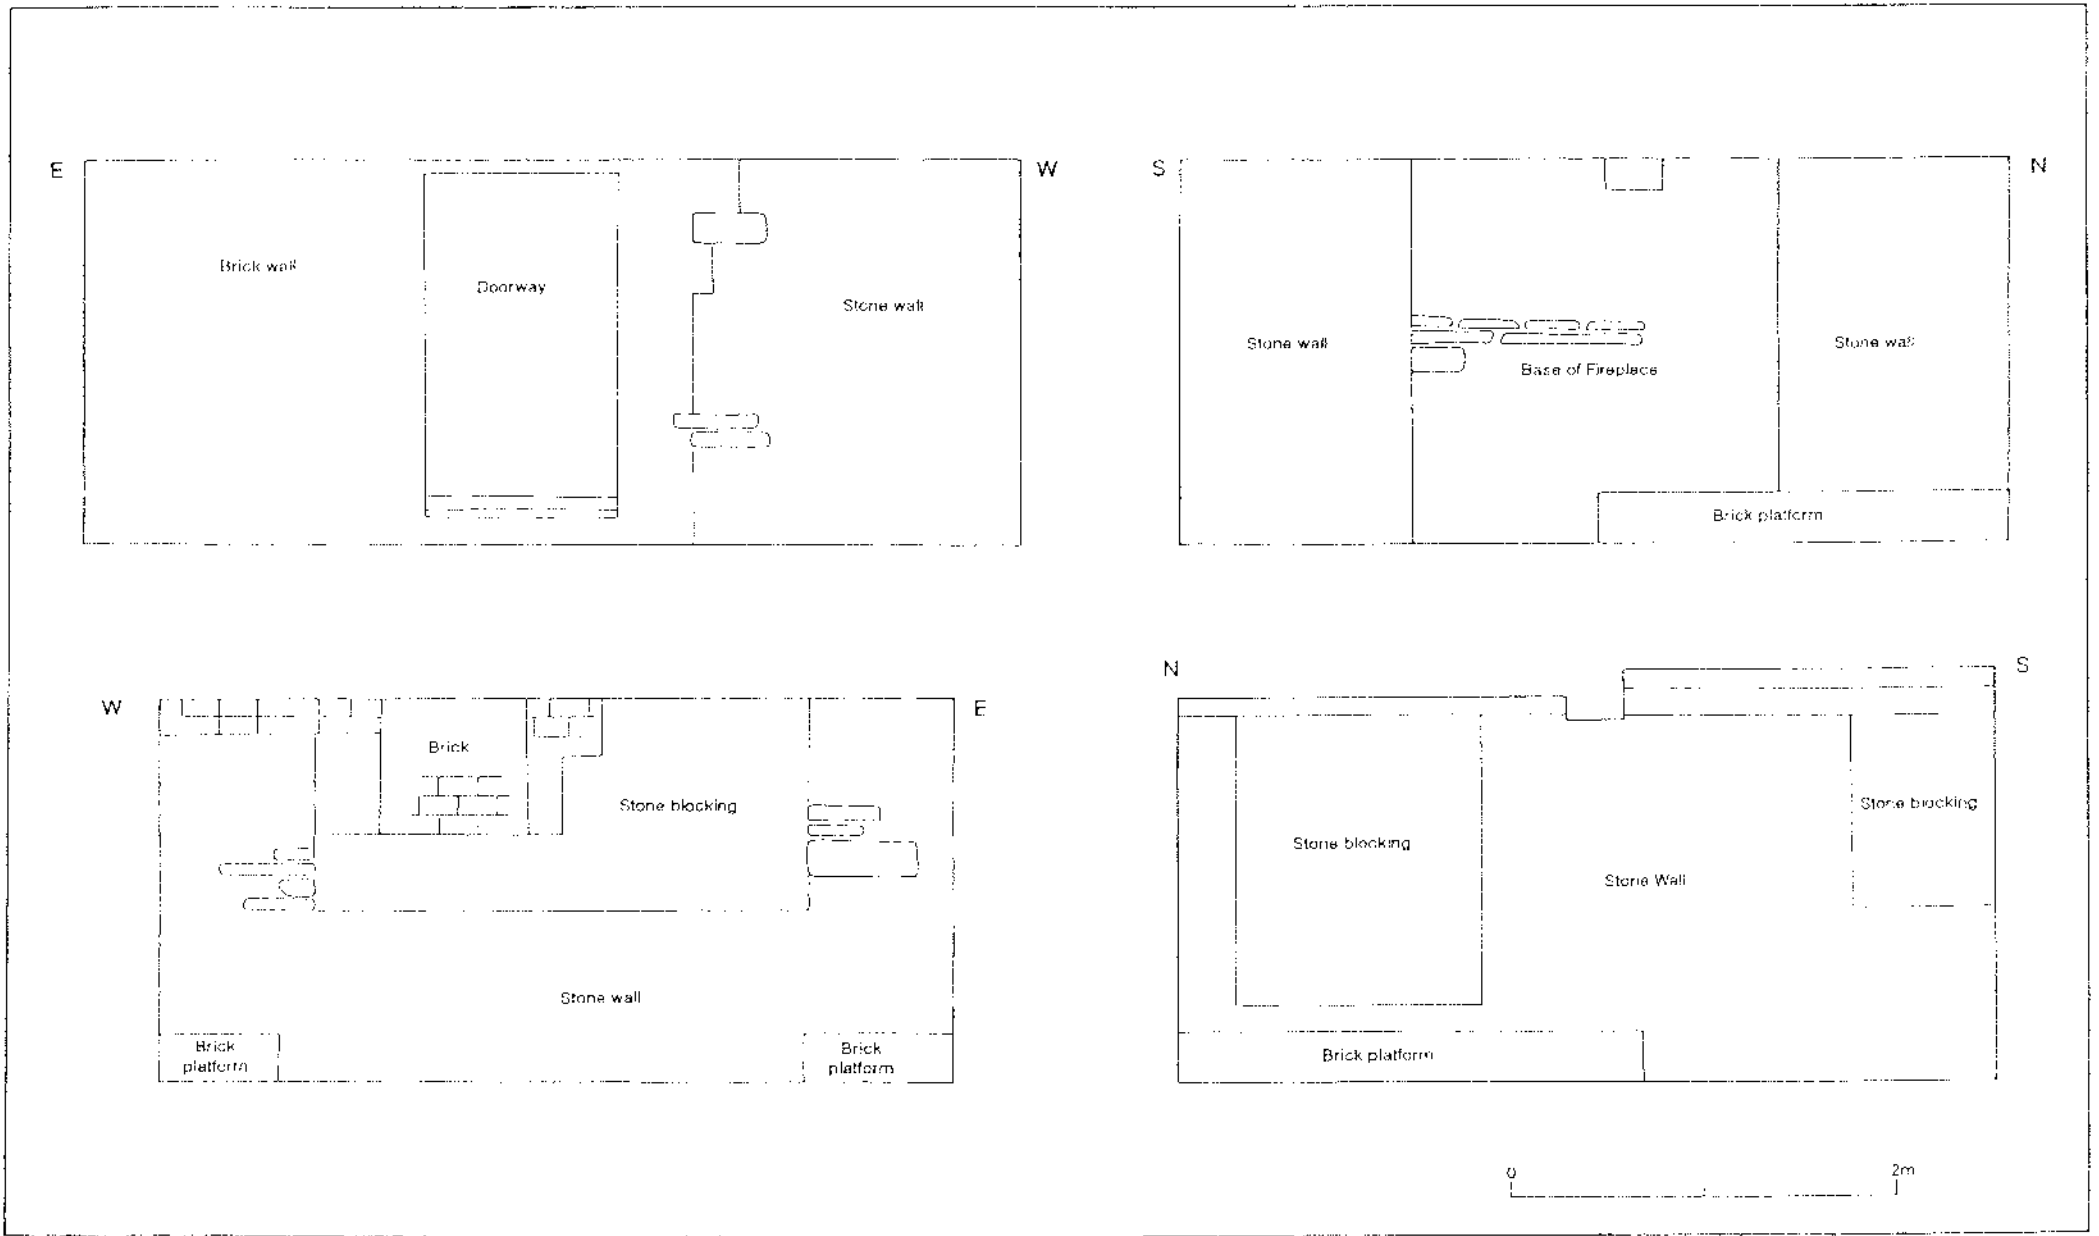 E
W
S
N
Brick wall
Doorway
Stone wall
Stone wall
Base of Fireplace
Stone wall
Brick platform
W
E
N
S
Brick
Stone blocking
Stone wall
Brick
platform
Brick
platform
Stone blocking
Stone Wall
Stone blocking
Brick platform
0
2m